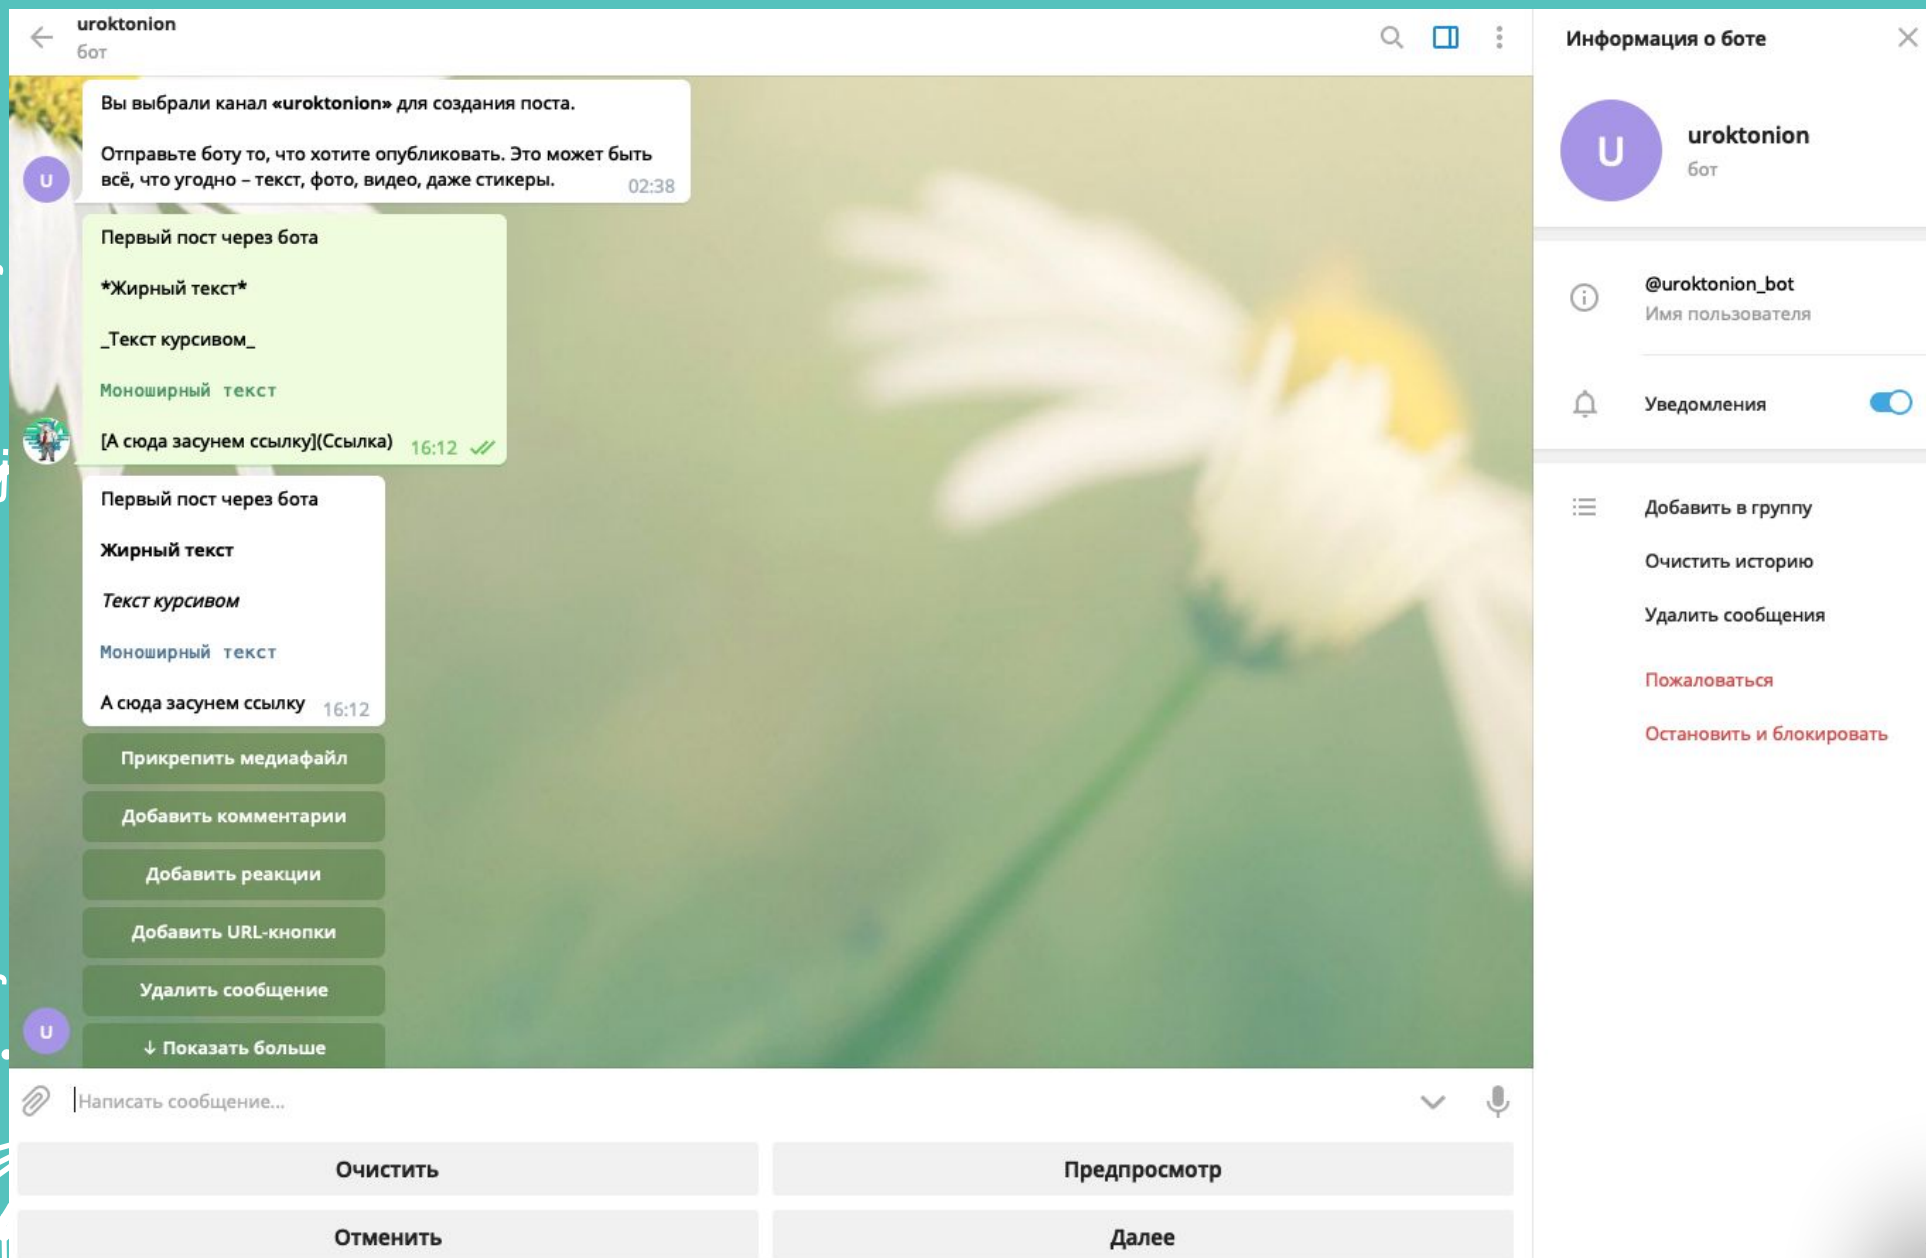 uroktonion
бот
Вы выбрали канал «uroktonion» для создания поста.
Отправьте боту то, что хотите опубликовать. Это может быть
всё, что угодно – текст, фото, видео, даже стикеры.
02:38
U
Первый пост через бота
*Жирный текст*
_Текст курсивом_
Моноширный текст
[А сюда засунем ссылку](Ссылка)
16:12
Первый пост через бота
Жирный текст
Текст курсивом
Моноширный текст
А сюда засунем ссылку
16:12
Прикрепить медиафайл
Добавить комментарии
Добавить реакции
Добавить URL-кнопки
Удалить сообщение
↓ Показать больше
U
Написать сообщение...
Очистить
Предпросмотр
Отменить
Далее
Информация о боте
U
uroktonion
бот
@uroktonion_bot
Имя пользователя
Уведомления
Добавить в группу
Очистить историю
Удалить сообщения
Пожаловаться
Остановить и блокировать